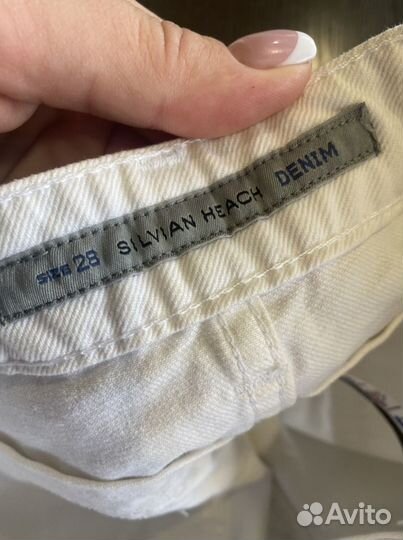 SIZE 28 SILVIAN HEACH DENIM
Avito